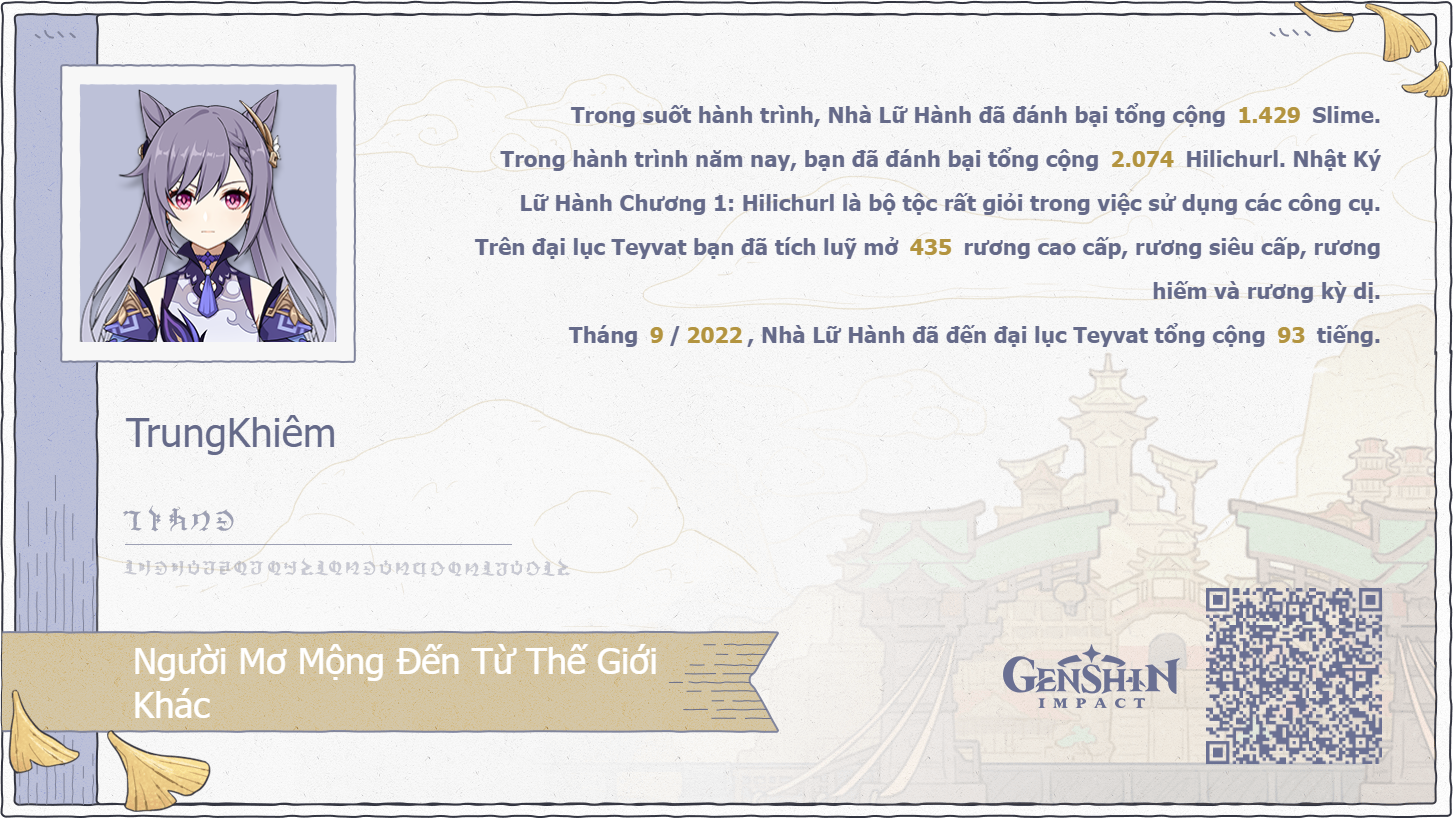 Trong suốt hành trình, Nhà Lữ Hành đã đánh bại tổng cộng 1.429 Slime.
Trong hành trình năm nay, bạn đã đánh bại tổng cộng 2.074 Hilichurl. Nhật Ký
Lữ Hành Chương 1: Hilichurl là bộ tộc rất giỏi trong việc sử dụng các công cụ.
Trên đại lục Teyvat bạn đã tích luỹ mở 435 rương cao cấp, rương siêu cấp, rương
hiếm và rương kỳ dị.
Tháng 9 / 2022 , Nhà Lữ Hành đã đến đại lục Teyvat tổng cộng 93 tiếng.
TrungKhiêm
Người Mơ Mộng Đến Từ Thế Giới
Khác
GENSHIN
IMPACT